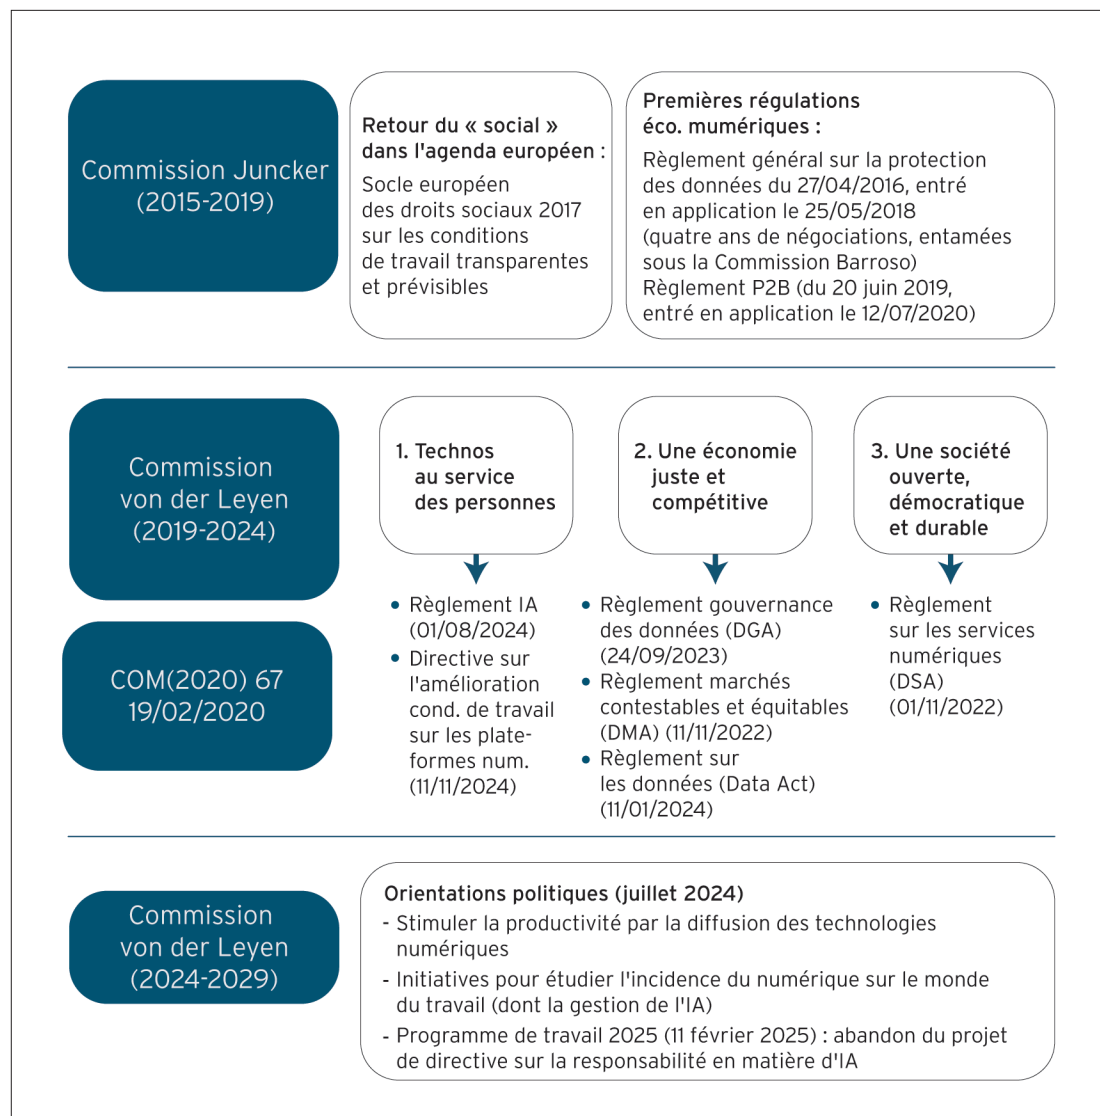 Commission Juncker
(2015-2019)
Retour du « social »
dans l'agenda européen :
Socle européen
des droits sociaux 2017
sur les conditions
de travail transparentes
et prévisibles
Premières régulations
éco. mumériques :
Règlement général sur la protection
des données du 27/04/2016, entré
en application le 25/05/2018
(quatre ans de négociations, entamées
sous la Commission Barroso)
Règlement P2B (du 20 juin 2019,
entré en application le 12/07/2020)
Commission
von der Leyen
(2019-2024)
COM(2020) 67
19/02/2020
1. Technos
au service
des personnes
• Règlement IA
(01/08/2024)
• Directive sur
l'amélioration
cond. de travail
sur les plate-
formes num.
(11/11/2024)
2. Une économie
juste et
compétitive
• Règlement gouvernance
des données (DGA)
(24/09/2023)
• Règlement marchés
contestables et équitables
(DMA) (11/11/2022)
• Règlement sur
les données (Data Act)
(11/01/2024)
3. Une société
ouverte,
démocratique
et durable
• Règlement
sur les services
numériques
(DSA)
(01/11/2022)
Commission
von der Leyen
(2024-2029)
Orientations politiques (juillet 2024)
- Stimuler la productivité par la diffusion des technologies
numériques
- Initiatives pour étudier l'incidence du numérique sur le monde
du travail (dont la gestion de l'IA)
- Programme de travail 2025 (11 février 2025) : abandon du projet
de directive sur la responsabilité en matière d'IA